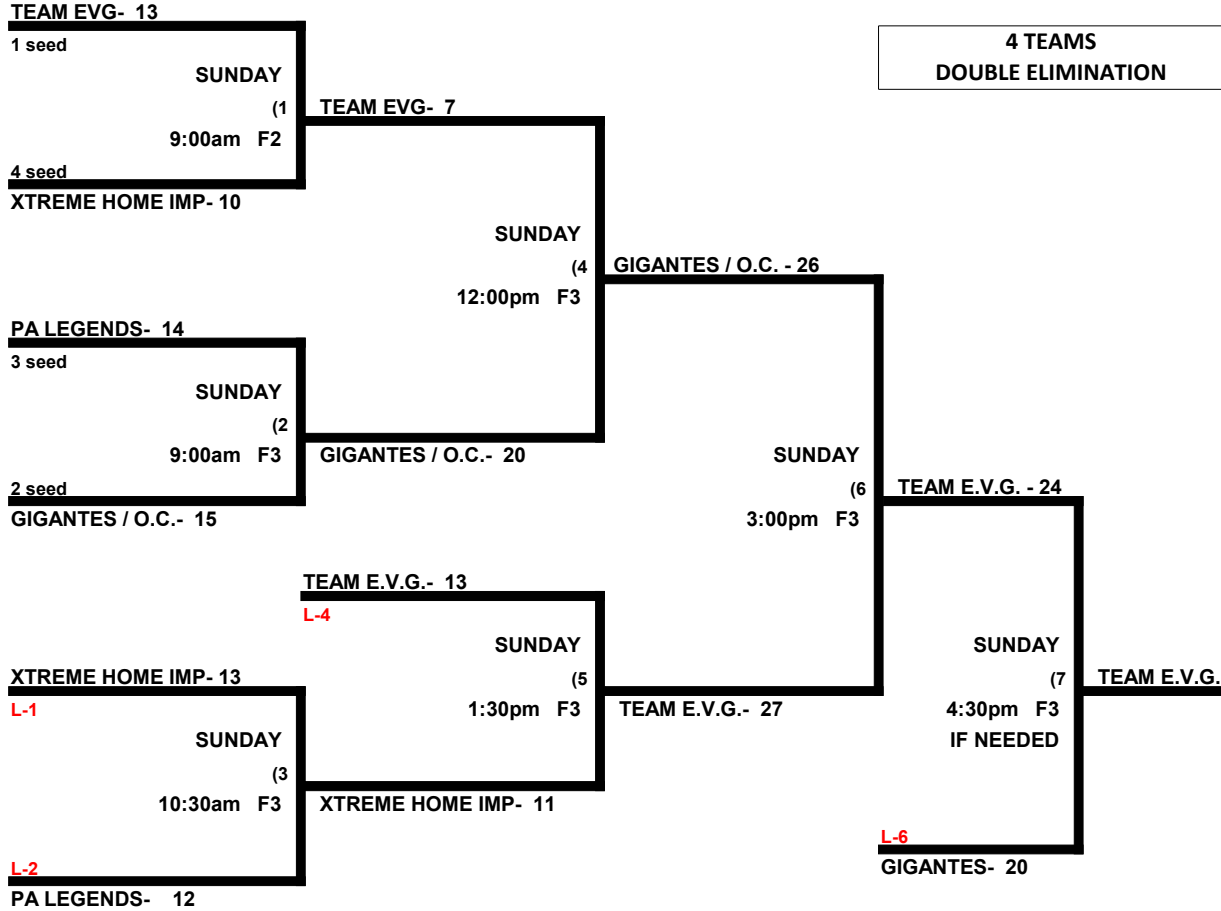 TEAM EVG- 13
1 seed
4 TEAMS
DOUBLE ELIMINATION
SUNDAY
(1
TEAM EVG- 7
9:00am F2
4 seed
XTREME HOME IMP- 10
SUNDAY
(4
GIGANTES / O.C. - 26
12:00pm F3
PA LEGENDS- 14
3 seed
SUNDAY
(2
9:00am F3
GIGANTES / O.C.- 20
2 seed
GIGANTES / O.C.- 15
SUNDAY
(6
TEAM E.V.G. - 24
3:00pm F3
TEAM E.V.G.- 13
L-4
SUNDAY
(5
1:30pm F3
TEAM E.V.G.- 27
XTREME HOME IMP- 13
L-1
SUNDAY
(3
10:30am F3
XTREME HOME IMP- 11
L-2
PA LEGENDS- 12
SUNDAY
(7
TEAM E.V.G.
4:30pm F3
IF NEEDED
L-6
GIGANTES- 20